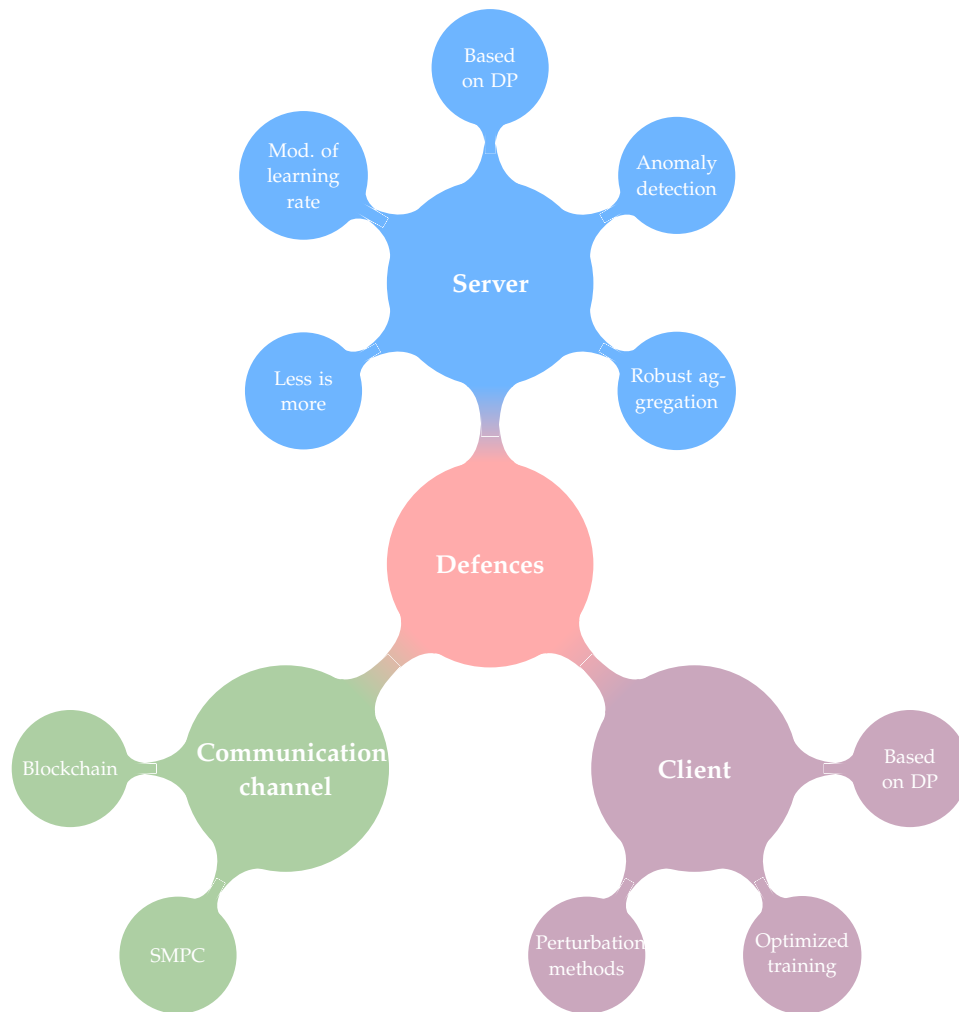 Based
on DP
Mod. of
learning
rate
Anomaly
detection
Server
Less is
more
Robust ag-
gregation
Defences
Communication
channel
Client
Blockchain
Based
on DP
SMPC
Perturbation
methods
Optimized
training